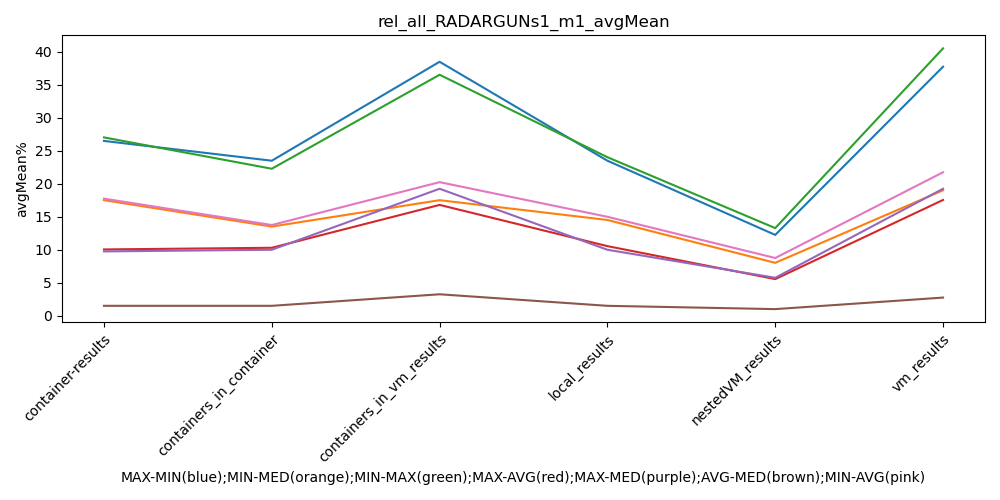 rel_all_RADARGUNs1_m1_avgMean
avgMean%
40
35
30
25
20
15
10
5
0
container-results
containers_in_container
containers_in_vm_results
local_results
nestedVM_results
vm_results
MAX-MIN(blue);MIN-MED(orange);MIN-MAX(green);MAX-AVG(red);MAX-MED(purple);AVG-MED(brown);MIN-AVG(pink)